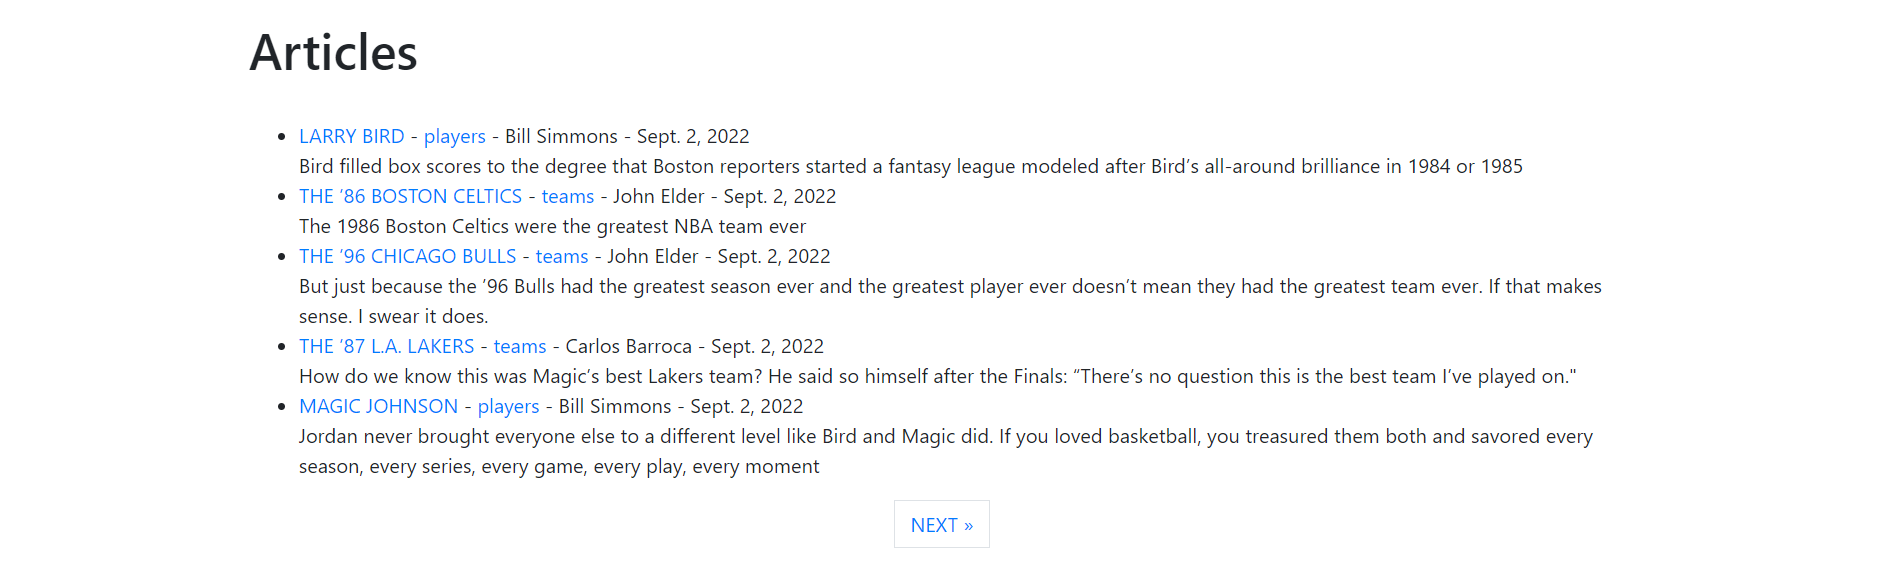 Articles
LARRY BIRD - players - Bill Simmons - Sept. 2, 2022
Bird filled box scores to the degree that Boston reporters started a fantasy league modeled after Bird’s all-around brilliance in 1984 or 1985
THE ’86 BOSTON CELTICS - teams - John Elder - Sept. 2, 2022
The 1986 Boston Celtics were the greatest NBA team ever
THE ’96 CHICAGO BULLS - teams - John Elder - Sept. 2, 2022
But just because the ’96 Bulls had the greatest season ever and the greatest player ever doesn’t mean they had the greatest team ever. If that makes
sense. I swear it does.
THE ‘87 L.A. LAKERS - teams - Carlos Barroca - Sept. 2, 2022
How do we know this was Magic’s best Lakers team? He said so himself after the Finals: “There’s no question this is the best team I’ve played on."
MAGIC JOHNSON - players - Bill Simmons - Sept. 2, 2022
Jordan never brought everyone else to a different level like Bird and Magic did. If you loved basketball, you treasured them both and savored every
season, every series, every game, every play, every moment
NEXT »